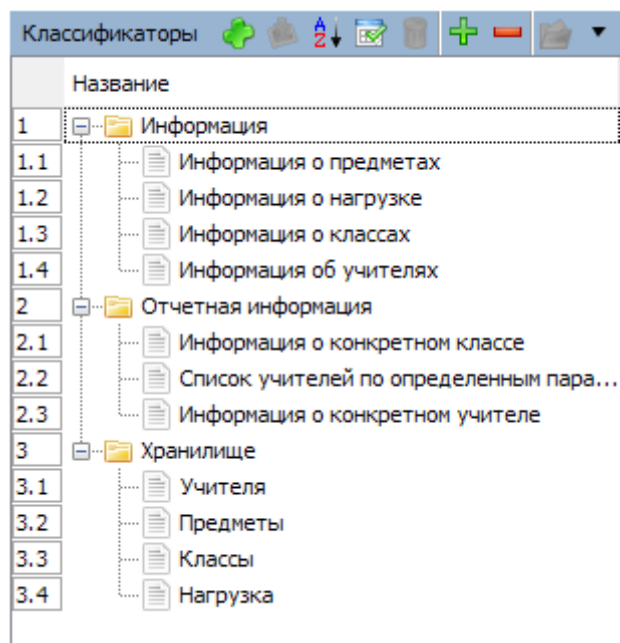 Классификаторы
Название
1 Информация
1.1 Информация о предметах
1.2 Информация о нагрузке
1.3 Информация о классах
1.4 Информация об учителях
2 Отчетная информация
2.1 Информация о конкретном классе
2.2 Список учителей по определенным пара...
2.3 Информация о конкретном учителе
3 Хранилище
3.1 Учителя
3.2 Предметы
3.3 Классы
3.4 Нагрузка